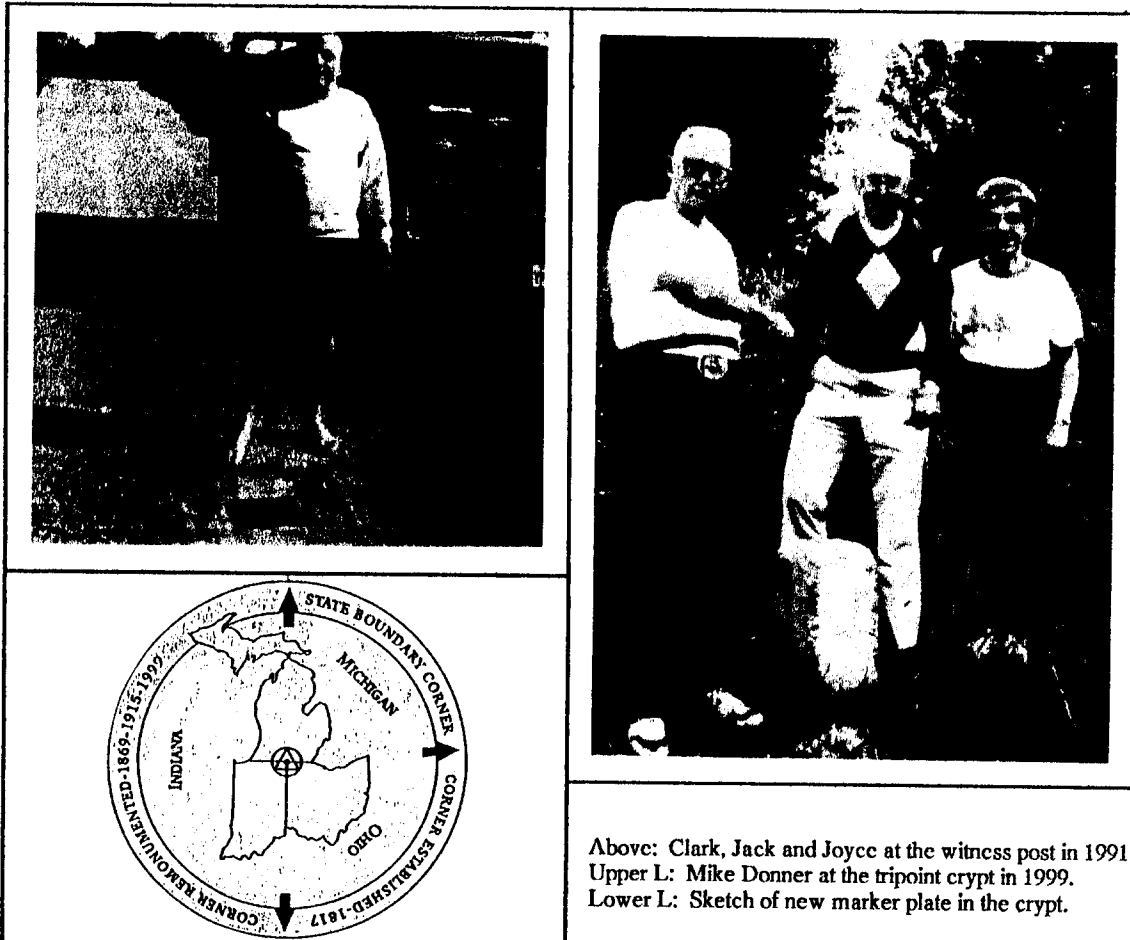 STATE BOUNDARY CORNER
MICHIGAN
INDIANA
OHIO
CORNER ESTABLISHED-1817
CORNER REMONUMENTED-1869-1915-1999
Above: Clark, Jack and Joyce at the witness post in 1991
Upper L: Mike Donner at the tripoint crypt in 1999.
Lower L: Sketch of new marker plate in the crypt.